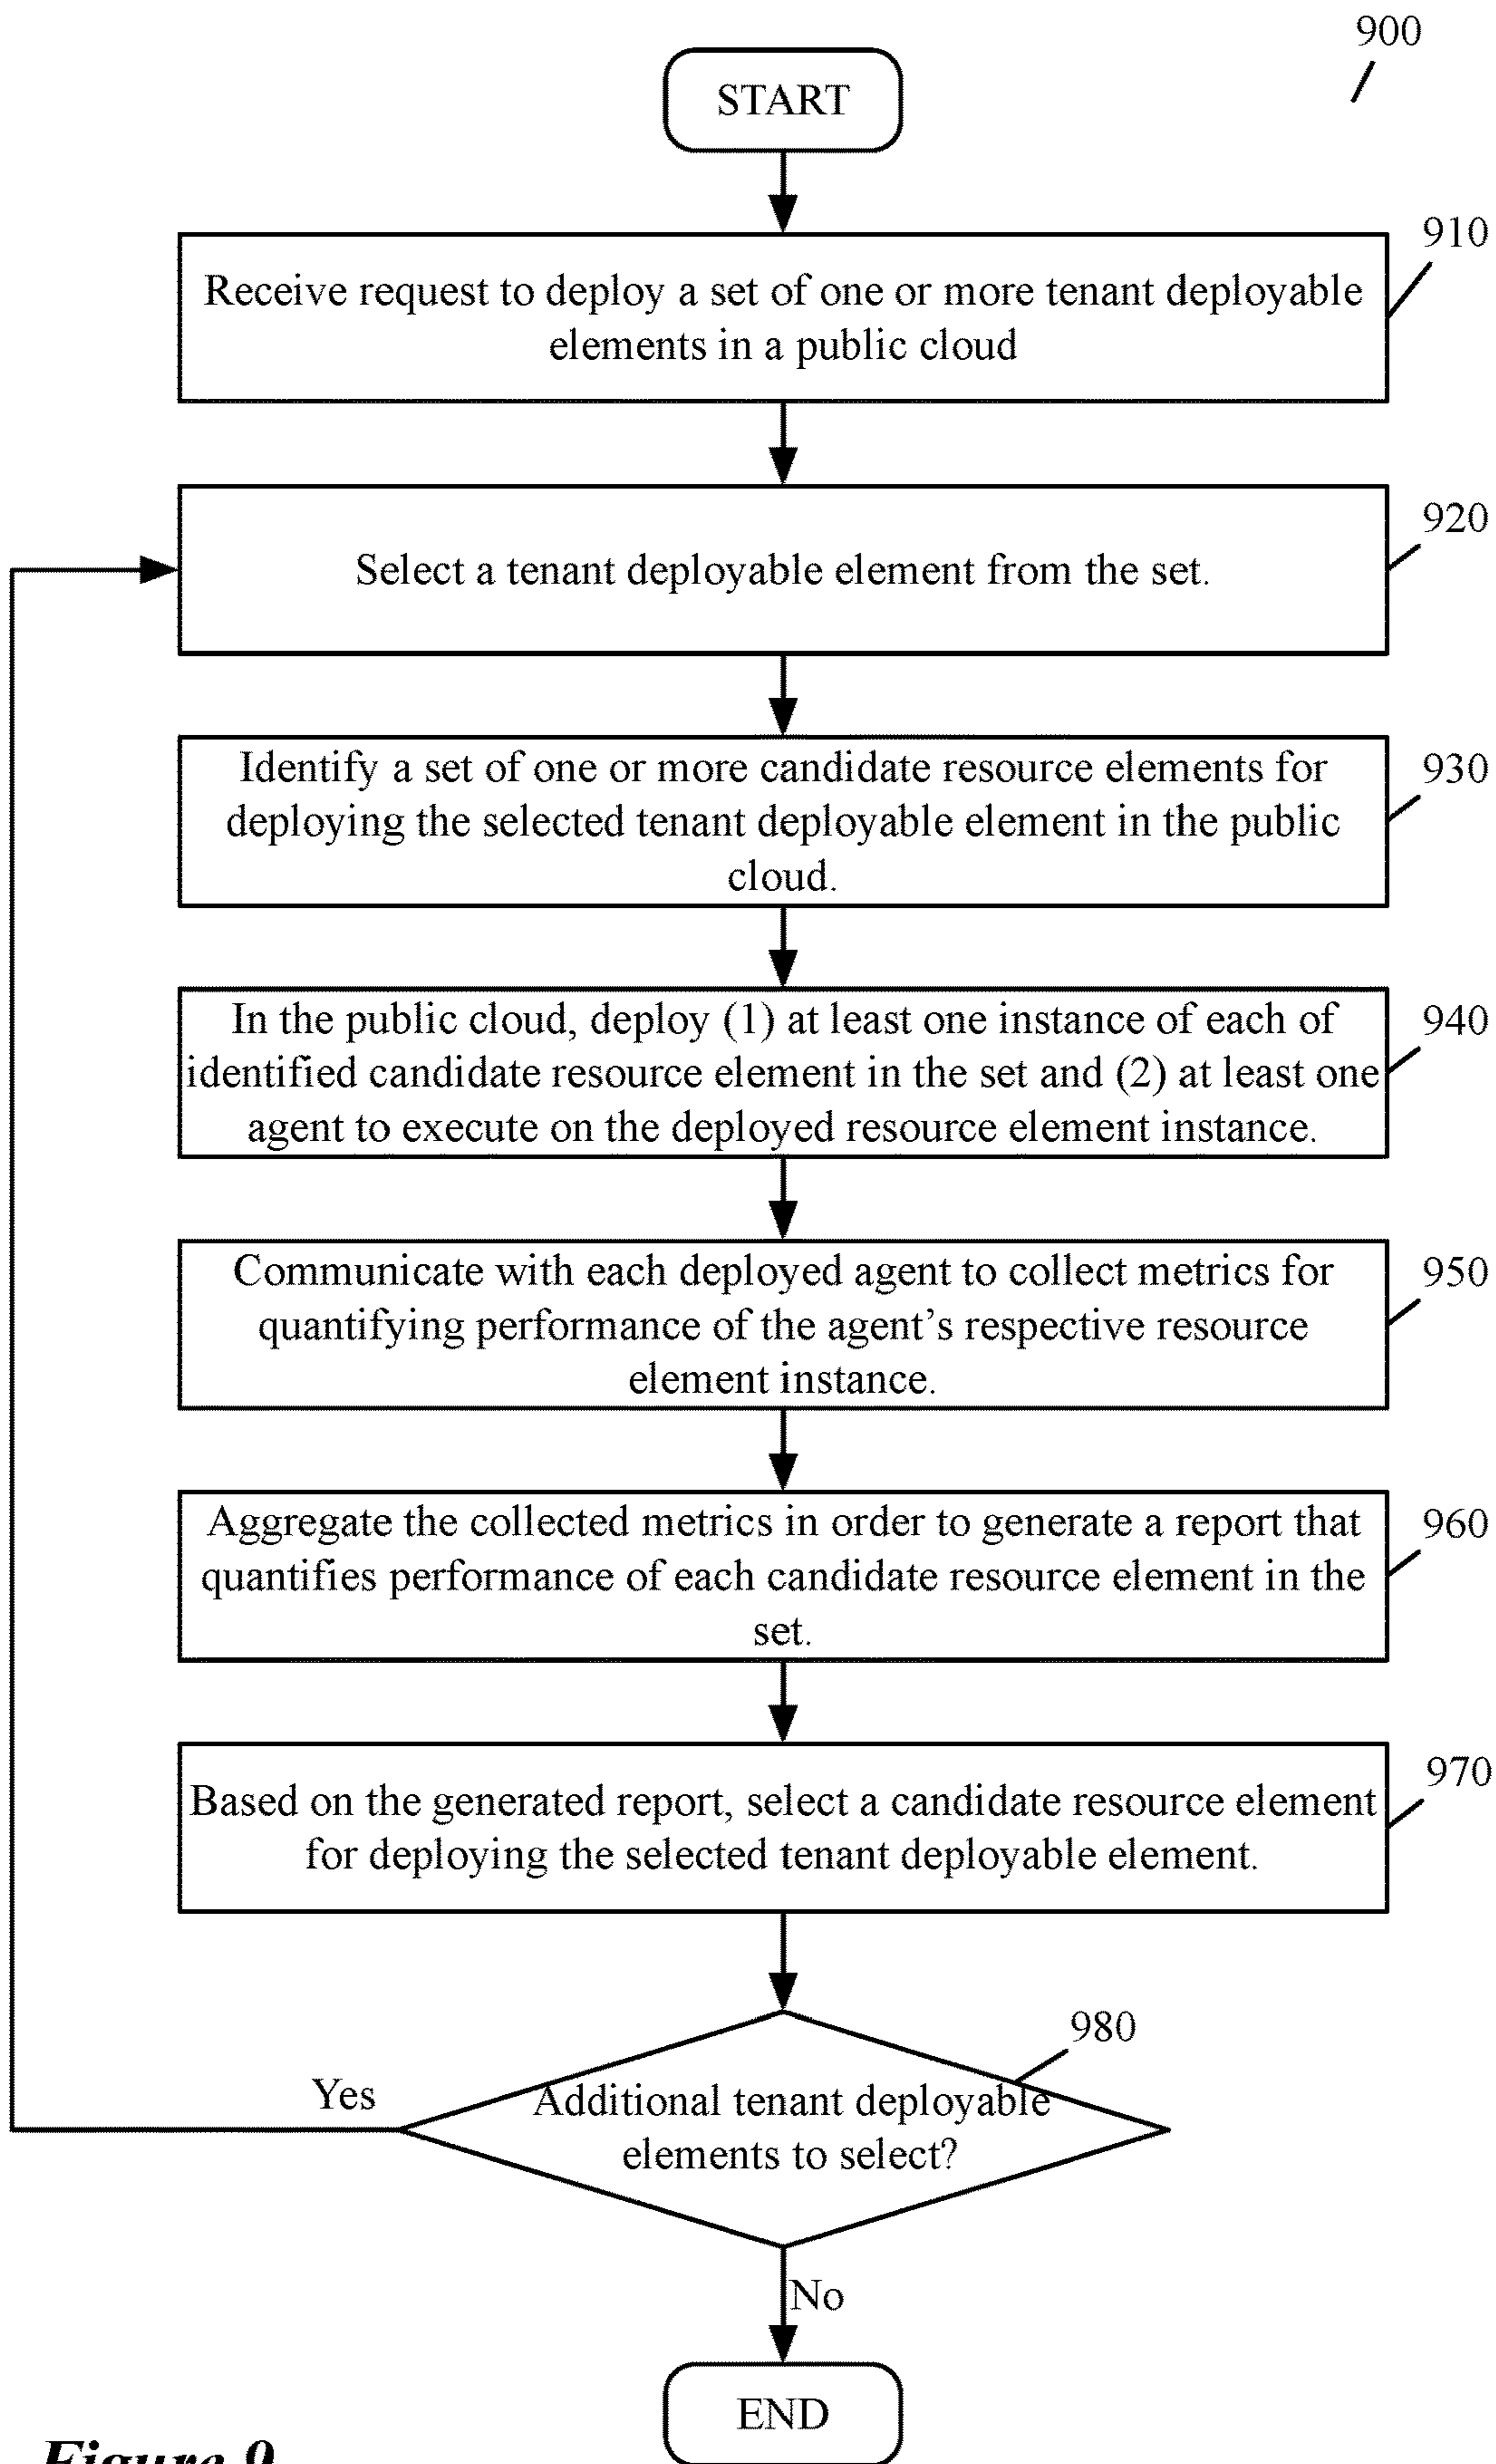 900
START
910
Receive request to deploy a set of one or more tenant deployable
elements in a public cloud
920
Select a tenant deployable element from the set.
930
Identify a set of one or more candidate resource elements for
deploying the selected tenant deployable element in the public
cloud.
940
In the public cloud, deploy (1) at least one instance of each of
identified candidate resource element in the set and (2) at least one
agent to execute on the deployed resource element instance.
950
Communicate with each deployed agent to collect metrics for
quantifying performance of the agent’s respective resource
element instance.
960
Aggregate the collected metrics in order to generate a report that
quantifies performance of each candidate resource element in the
set.
970
Based on the generated report, select a candidate resource element
for deploying the selected tenant deployable element.
980
Yes
Additional tenant deployable
elements to select?
No
END
Figure 9